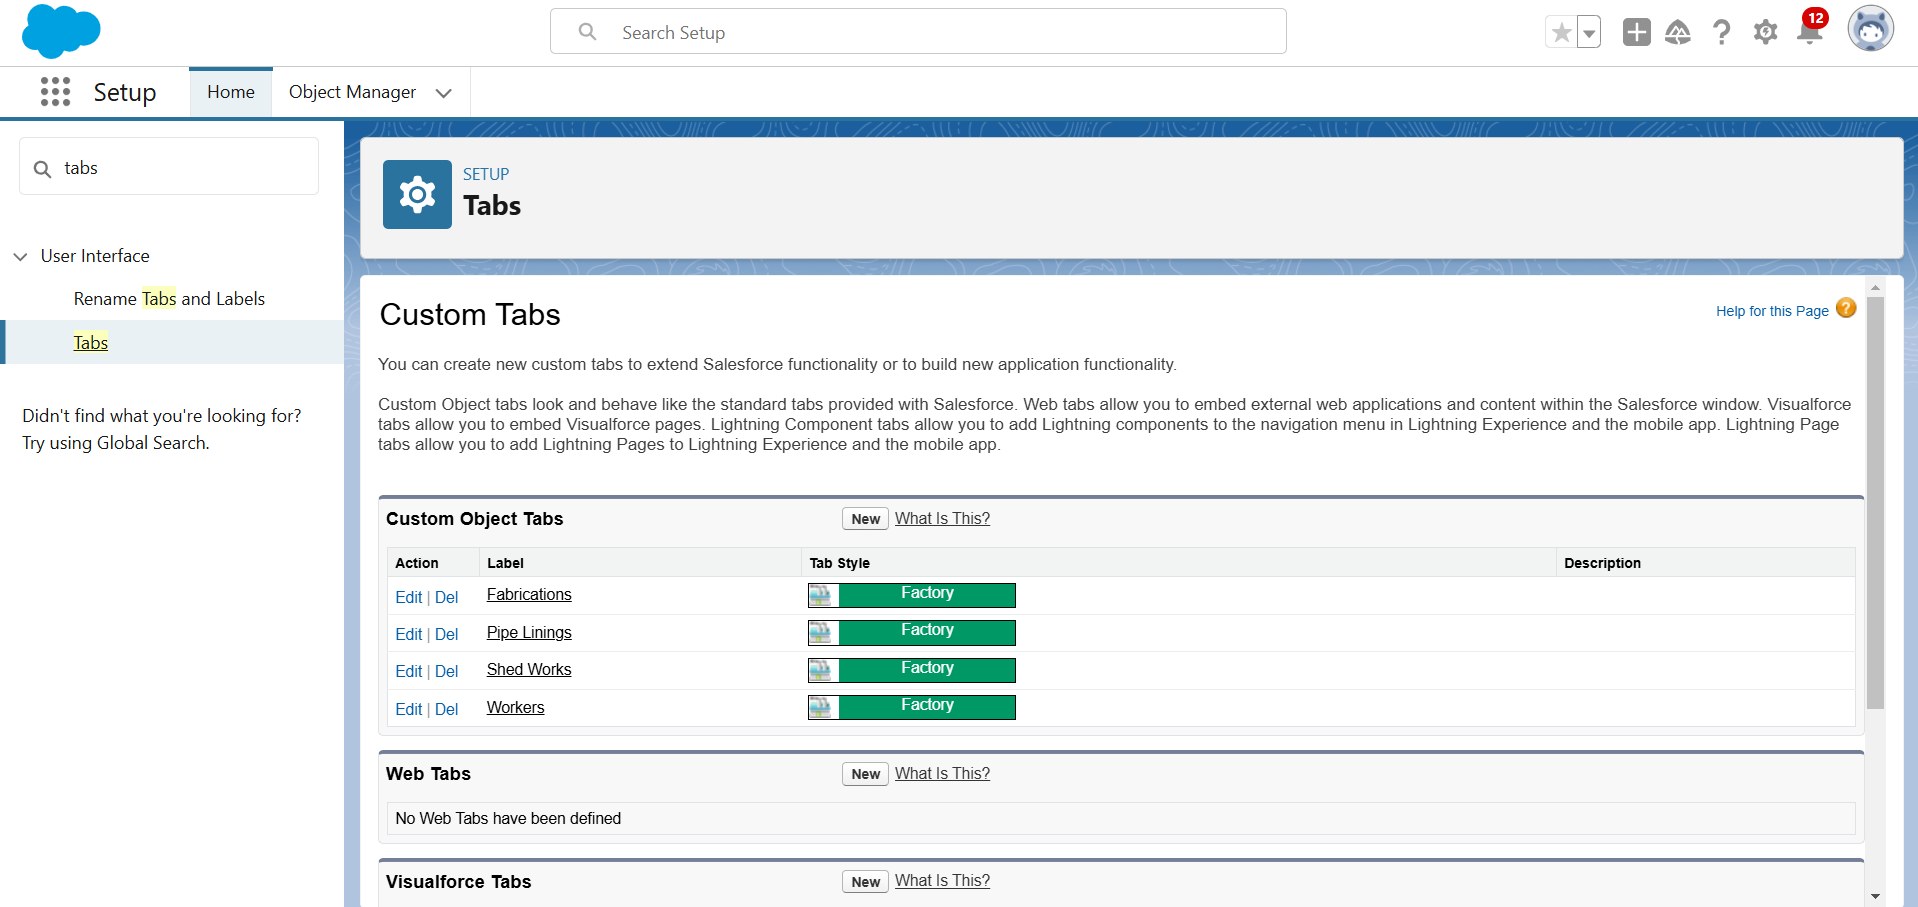 Search Setup
12
Setup
Home
Object Manager
tabs
User Interface
Rename Tabs and Labels
Tabs
Didn't find what you're looking for?
Try using Global Search.
SETUP
Tabs
Custom Tabs
Help for this Page
You can create new custom tabs to extend Salesforce functionality or to build new application functionality.
Custom Object tabs look and behave like the standard tabs provided with Salesforce. Web tabs allow you to embed external web applications and content within the Salesforce window. Visualforce
tabs allow you to embed Visualforce pages. Lightning Component tabs allow you to add Lightning components to the navigation menu in Lightning Experience and the mobile app. Lightning Page
tabs allow you to add Lightning Pages to Lightning Experience and the mobile app.
Custom Object Tabs New What Is This?
Action Label Tab Style Description
Edit | Del Fabrications Factory
Edit | Del Pipe Linings Factory
Edit | Del Shed Works Factory
Edit | Del Workers Factory
Web Tabs New What Is This?
No Web Tabs have been defined
Visualforce Tabs New What Is This?